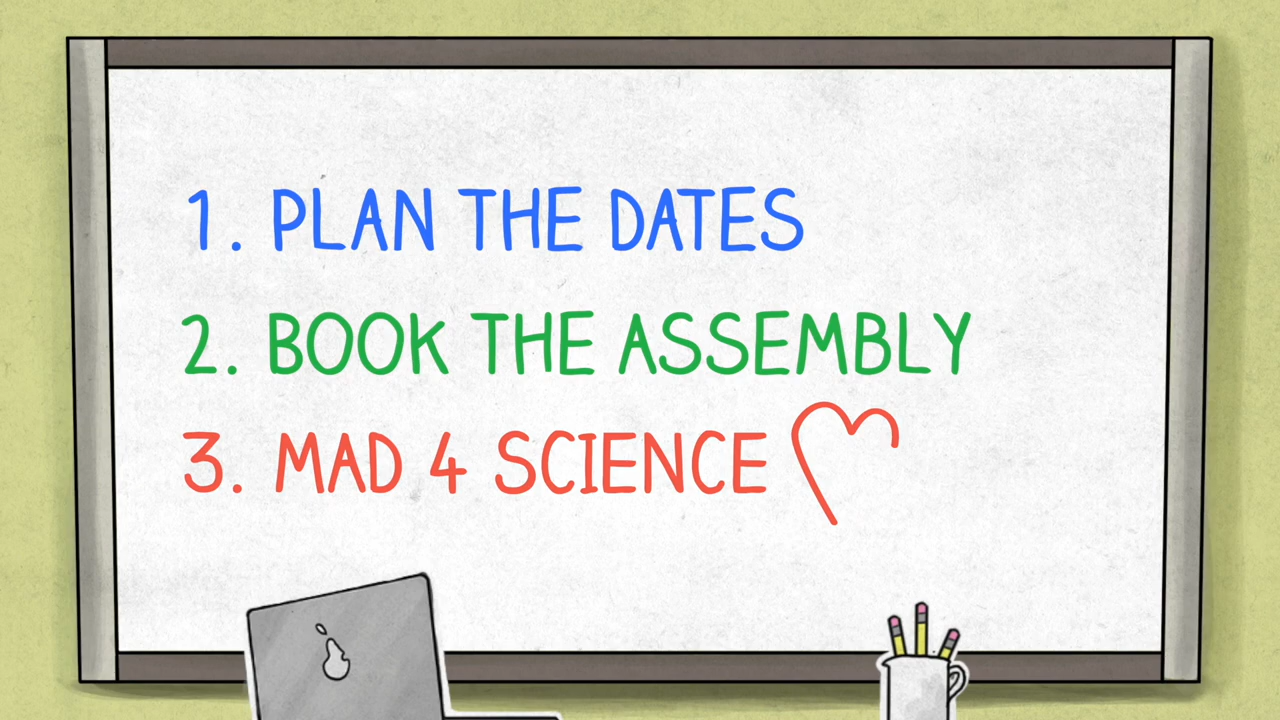 1. PLAN THE DATES
2. BOOK THE ASSEMBLY
3. MAD 4 SCIENCE